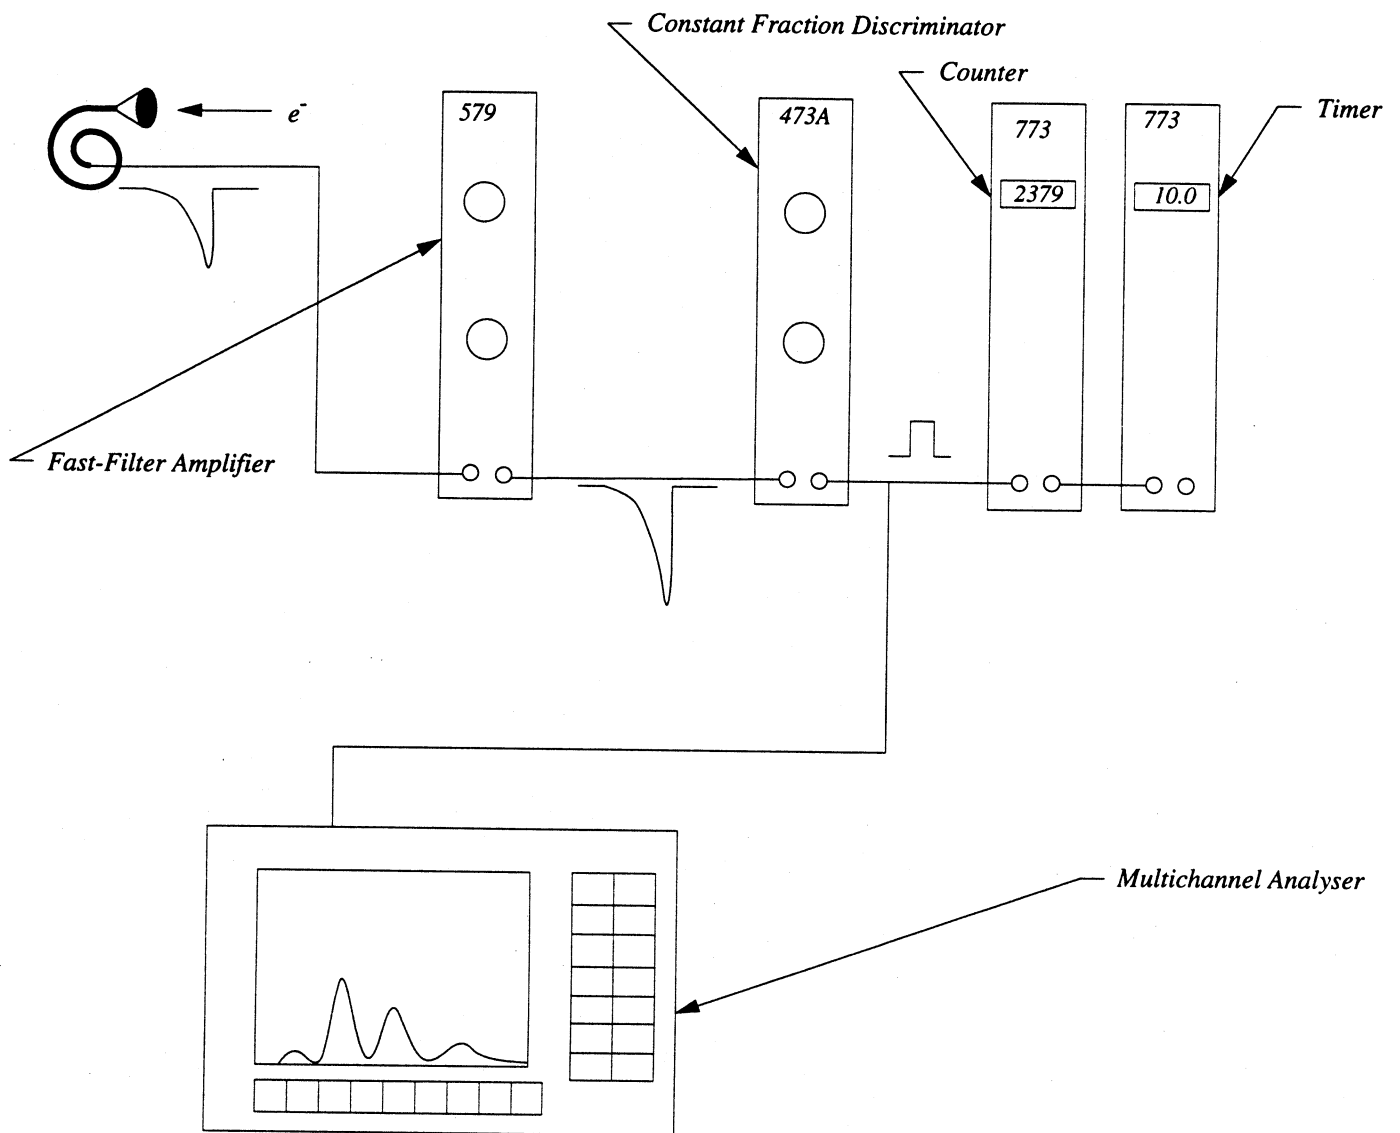 Constant Fraction Discriminator
Counter
Timer
e-
579
473A
773
773
2379
10.0
Fast-Filter Amplifier
Multichannel Analyser